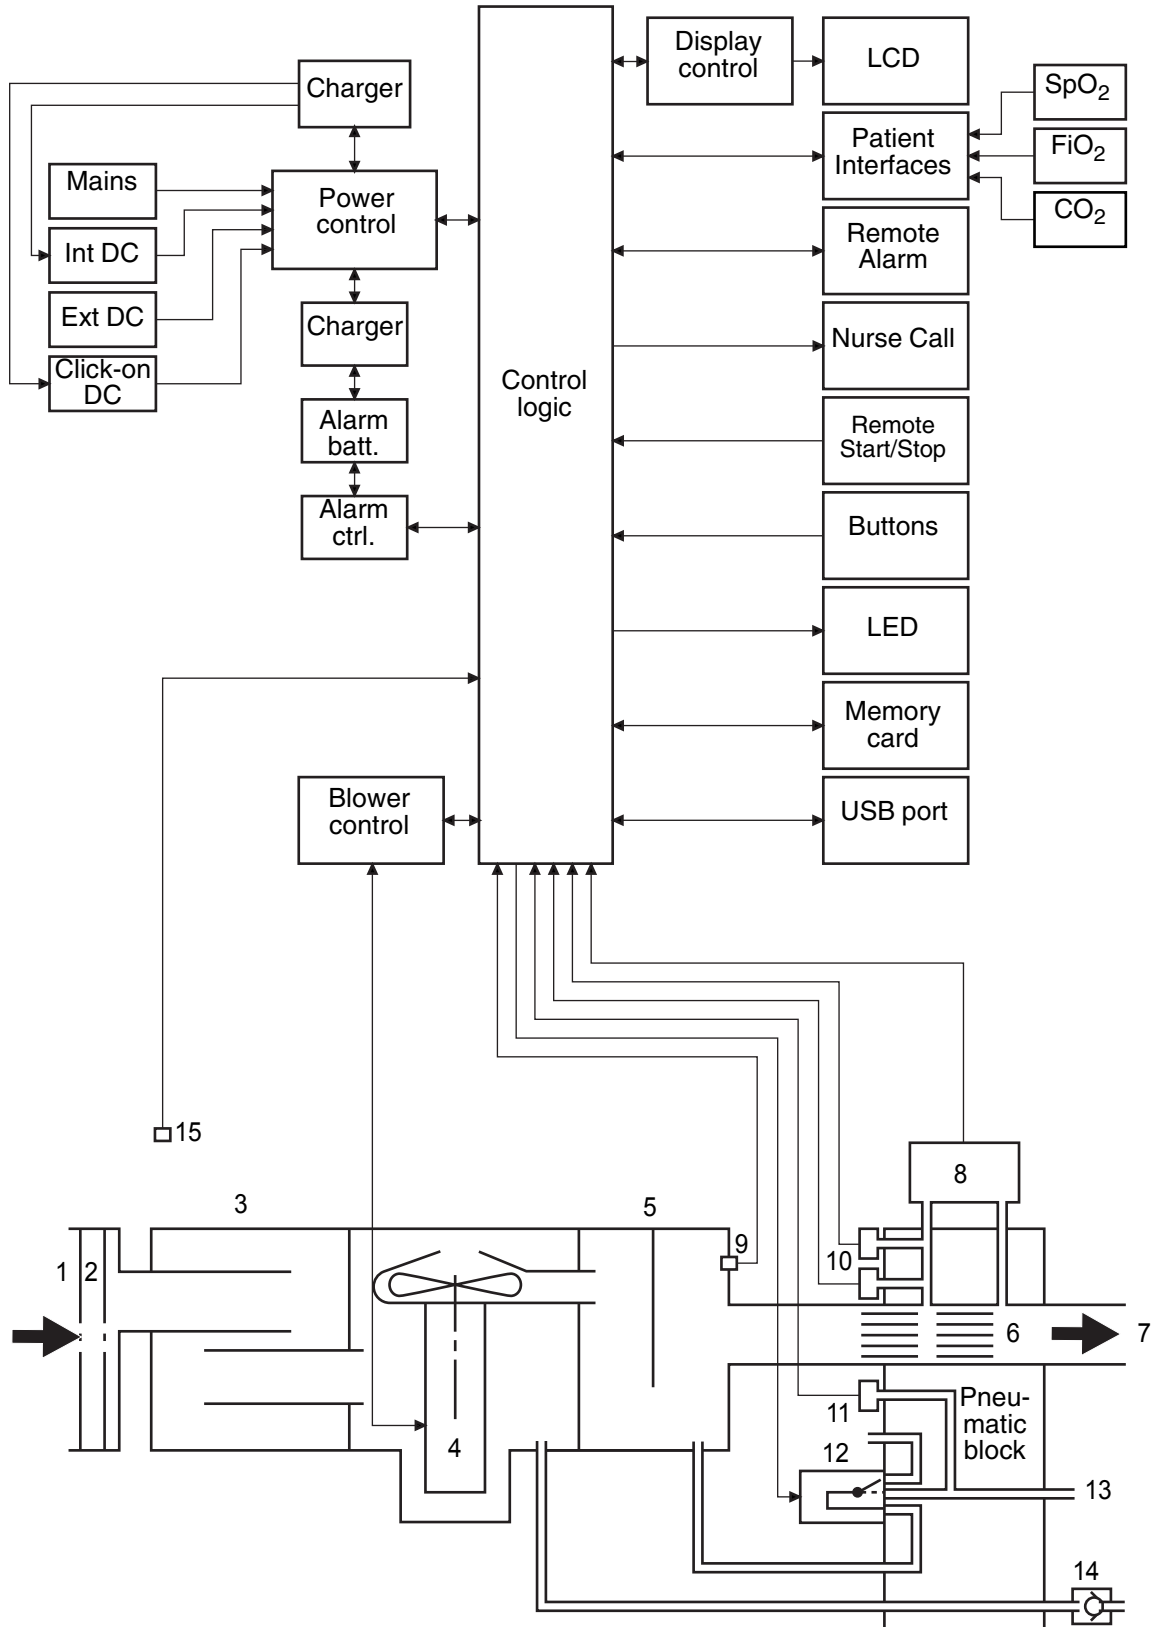 Display
control
LCD
Charger
SpO2
Patient
Interfaces
FiO2
CO2
Mains
Power
control
Int DC
Remote
Alarm
Ext DC
Charger
Nurse Call
Click-on
DC
Control
logic
Alarm
batt.
Remote
Start/Stop
Alarm
ctrl.
Buttons
LED
Memory
card
Blower
control
USB port
15
8
3
5
9
10
1
2
6
7
11
Pneu-
matic
block
12
4
13
14